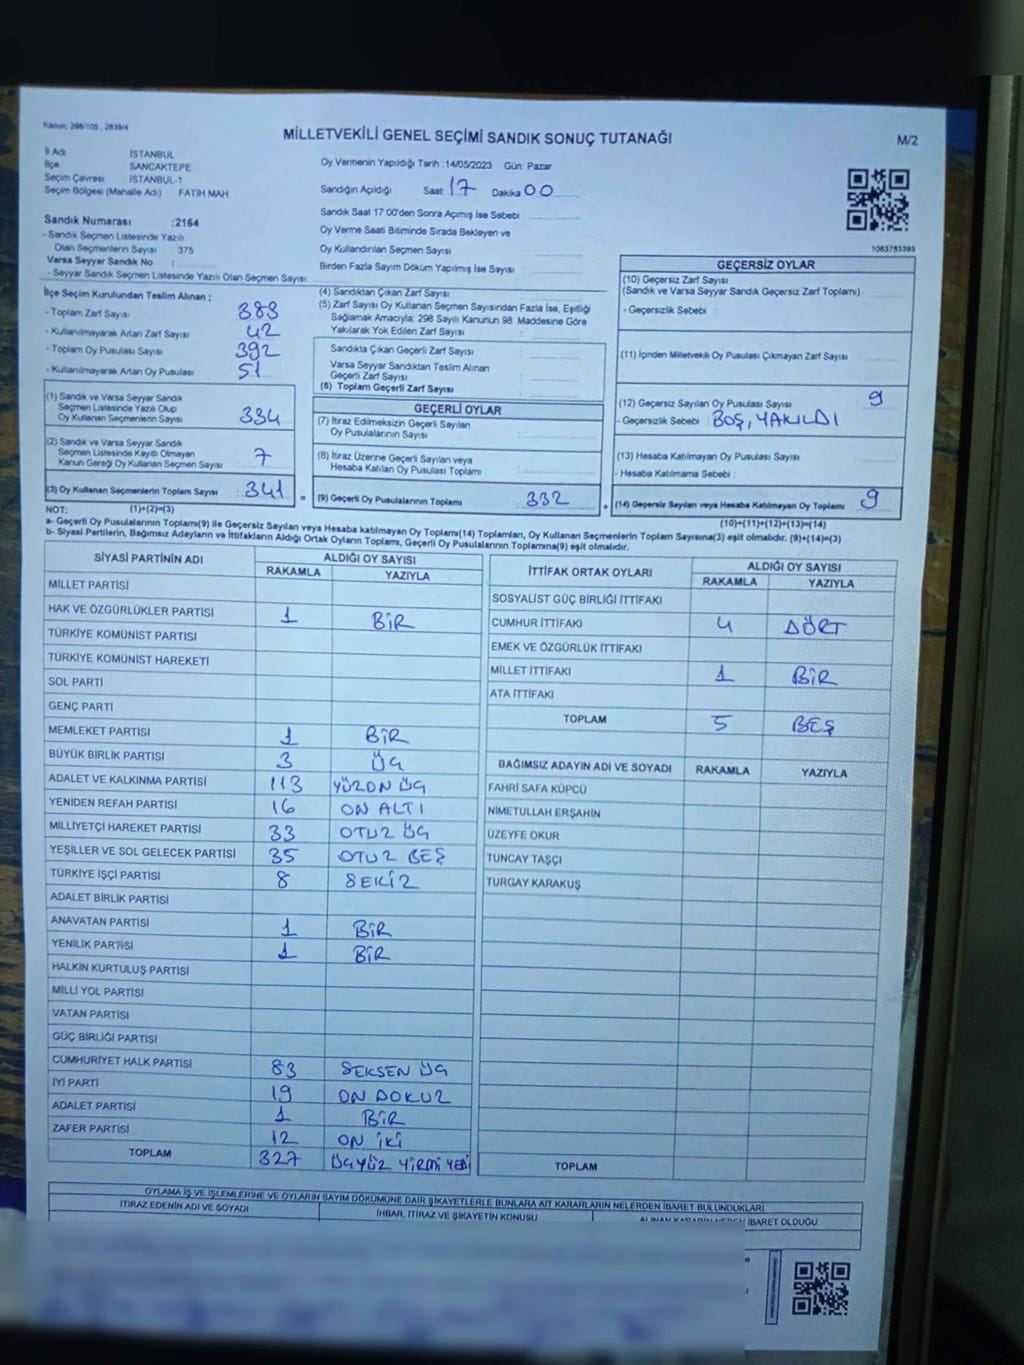 Kanun: 298/105 , 2839/4
MİLLETVEKİLİ GENEL SEÇİMİ SANDIK SONUÇ TUTANAĞI
M/2
İl Adı İSTANBUL
İlçe SANCAKTEPE
Seçim Çevresi İSTANBUL-1
Seçim Bölgesi (Mahalle Adı) : FATİH MAH
Oy Vermenin Yapıldığı Tarih :14/05/2023 Gün: Pazar
Sandığın Açıldığı Saat 17 Dakika 00
Sandık Saat 17:00'den Sonra Açımış İse Sebebi
Oy Verme Saati Bitiminde Sırada Bekleyen ve
Oy Kullandırılan Seçmen Sayısı
Birden Fazla Sayım Döküm Yapılmış İse Sayısı
1083783395
Sandık Numarası :2164
- Sandık Seçmen Listesinde Yazılı
Olan Seçmenlerin Sayısı : 375
Varsa Seyyar Sandık No :
- Seyyar Sandık Seçmen Listesinde Yazılı Olan Seçmen Sayısı:
İlçe Seçim Kurulundan Teslim Alınan ;
- Toplam Zarf Sayısı 383
- Kullanılmayarak Artan Zarf Sayısı 42
- Toplam Oy Pusulası Sayısı 392
- Kullanılmayarak Artan Oy Pusulası 51
(1) Sandık ve Varsa Seyyar Sandık
Seçmen Listesinde Yazılı Olup
Oy Kullanan Seçmenlerin Sayısı 334
(2) Sandık ve Varsa Seyyar Sandık
Seçmen Listesinde Kayıtlı Olmayan
Kanun Gereği Oy Kullanan Seçmen Sayısı : 7
(3) Oy Kullanan Seçmenlerin Toplam Sayısı : 341
(4) Sandıktan Çıkan Zarf Sayısı
(5) Zarf Sayısı Oy Kullanan Seçmen Sayısından Fazla İse, Eşitliği
Sağlamak Amacıyla; 298 Sayılı Kanunun 98. Maddesine Göre
Yakılarak Yok Edilen Zarf Sayısı
Sandıkta Çıkan Geçerli Zarf Sayısı
Varsa Seyyar Sandıktan Teslim Alınan
Geçerli Zarf Sayısı
(6) Toplam Geçerli Zarf Sayısı
GEÇERLİ OYLAR
(7) İtiraz Edilmeksizin Geçerli Sayılan
Oy Pusulalarının Sayısı
(8) İtiraz Üzerine Geçerli Sayılan veya
Hesaba Katılan Oy Pusulası Toplamı
= (9) Geçerli Oy Pusulalarının Toplamı : 332
GEÇERSİZ OYLAR
(10) Geçersiz Zarf Sayısı
(Sandık ve Varsa Seyyar Sandık Geçersiz Zarf Toplamı) :
- Geçersizlik Sebebi :
(11) İçinden Milletvekili Oy Pusulası Çıkmayan Zarf Sayısı
(12) Geçersiz Sayılan Oy Pusulası Sayısı 9
- Geçersizlik Sebebi : BOŞ, YAKILDI
(13) Hesaba Katılmayan Oy Pusulası Sayısı
- Hesaba Katılmama Sebebi :
+ (14) Geçersiz Sayılan veya Hesaba Katılmayan Oy Toplamı 9
NOT: (1)+(2)=(3)
(10)+(11)+(12)+(13)=(14)
a- Geçerli Oy Pusulalarının Toplamı(9) ile Geçersiz Sayılan veya Hesaba katılmayan Oy Toplamı(14) Toplamları, Oy Kullanan Seçmenlerin Toplam Sayısına(3) eşit olmalıdır. (9)+(14)=(3)
b- Siyasi Partilerin, Bağımsız Adayların ve İttifakların Aldığı Ortak Oyların Toplamı, Geçerli Oy Pusulalarının Toplamına(9) eşit olmalıdır.
SİYASİ PARTİNİN ADI ALDIĞI OY SAYISI
RAKAMLA YAZIYLA
MİLLET PARTİSİ
HAK VE ÖZGÜRLÜKLER PARTİSİ 1 BİR
TÜRKİYE KOMÜNİST PARTİSİ
TÜRKİYE KOMÜNİST HAREKETİ
SOL PARTİ
GENÇ PARTİ
MEMLEKET PARTİSİ 1 BİR
BÜYÜK BİRLİK PARTİSİ 3 ÜÇ
ADALET VE KALKINMA PARTİSİ 113 YÜZON ÜÇ
YENİDEN REFAH PARTİSİ 16 ON ALTI
MİLLİYETÇİ HAREKET PARTİSİ 33 OTUZ ÜÇ
YEŞİLLER VE SOL GELECEK PARTİSİ 35 OTUZ BEŞ
TÜRKİYE İŞÇİ PARTİSİ 8 SEKİZ
ADALET BİRLİK PARTİSİ
ANAVATAN PARTİSİ 1 BİR
YENİLİK PARTİSİ 1 BİR
HALKIN KURTULUŞ PARTİSİ
MİLLİ YOL PARTİSİ
VATAN PARTİSİ
GÜÇ BİRLİĞİ PARTİSİ
CUMHURİYET HALK PARTİSİ 83 SEKSEN ÜÇ
İYİ PARTİ 19 ON DOKUZ
ADALET PARTİSİ 1 BİR
ZAFER PARTİSİ 12 ON İKİ
TOPLAM 327 ÜÇYÜZ YİRMİ YEDİ
İTTİFAK ORTAK OYLARI ALDIĞI OY SAYISI
RAKAMLA YAZIYLA
SOSYALİST GÜÇ BİRLİĞİ İTTİFAKI
CUMHUR İTTİFAKI 4 DÖRT
EMEK VE ÖZGÜRLÜK İTTİFAKI
MİLLET İTTİFAKI 1 BİR
ATA İTTİFAKI
TOPLAM 5 BEŞ
BAĞIMSIZ ADAYIN ADI VE SOYADI RAKAMLA YAZIYLA
FAHRİ SAFA KÜPCÜ
NİMETULLAH ERŞAHİN
ÜZEYFE OKUR
TUNCAY TAŞÇI
TURGAY KARAKUŞ
TOPLAM
OYLAMA İŞ VE İŞLEMLERİNE VE OYLARIN SAYIM DÖKÜMÜNE DAİR ŞİKAYETLERLE BUNLARA AİT KARARLARIN NELERDEN İBARET BULUNDUKLARI
İTİRAZ EDENİN ADI VE SOYADI İHBAR, İTİRAZ VE ŞİKAYETİN KONUSU ALINAN KARARIN NEDEN İBARET OLDUĞU